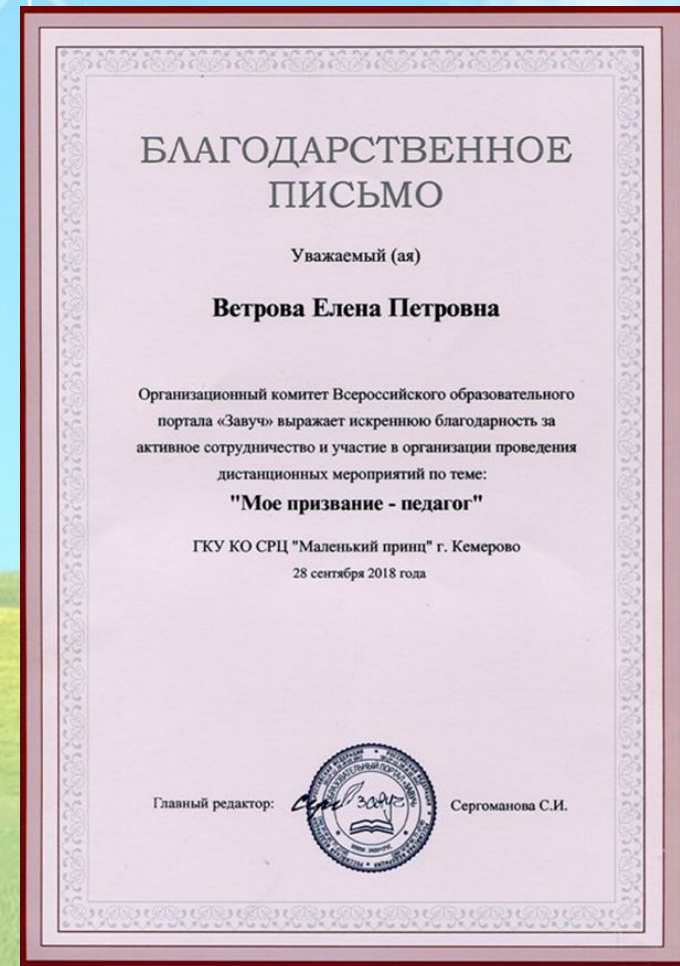 БЛАГОДАРСТВЕННОЕ
ПИСЬМО
Уважаемый (ая)
Ветрова Елена Петровна
Организационный комитет Всероссийского образовательного
портала «Завуч» выражает искреннюю благодарность за
активное сотрудничество и участие в организации проведения
дистанционных мероприятий по теме:
"Мое призвание - педагог"
ГКУ КО СРЦ "Маленький принц" г. Кемерово
28 сентября 2018 года
Главный редактор:
завуч
Сергоманова С.И.